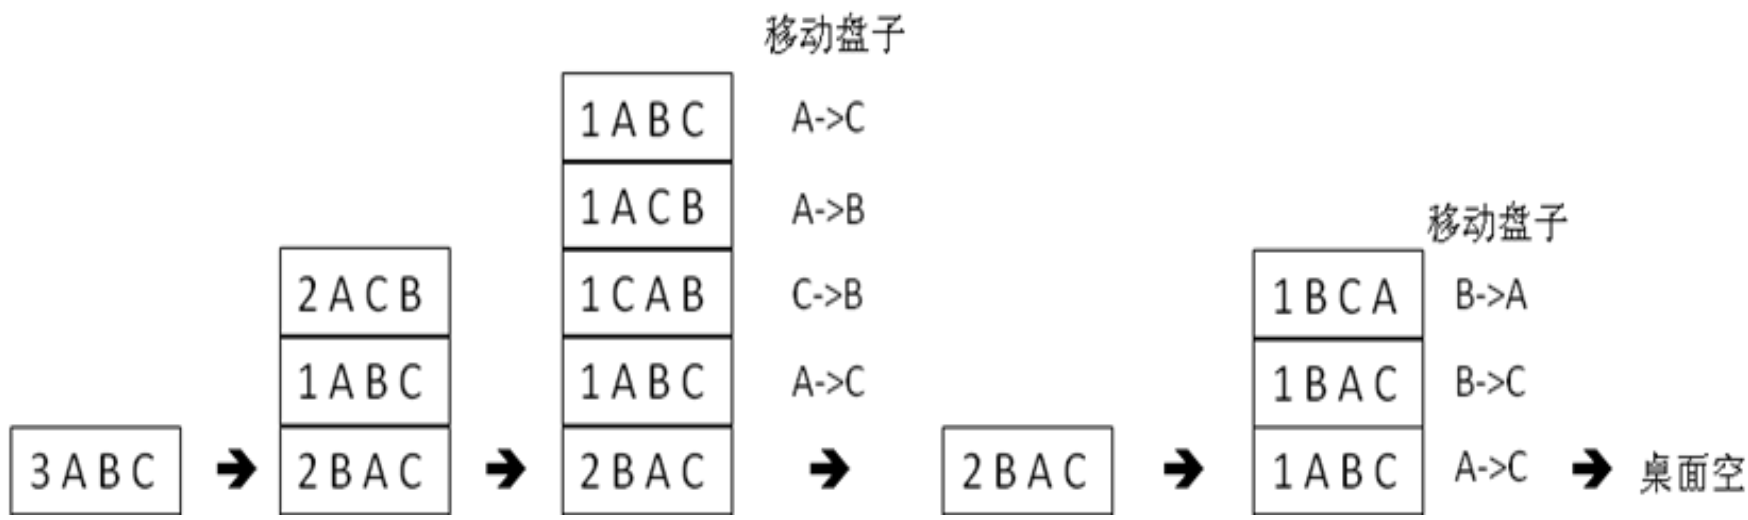 移动盘子
1 A B C A->C
1 A C B A->B
移动盘子
2 A C B 1 C A B C->B 1 B C A B->A
1 A B C 1 A B C A->C 1 B A C B->C
3 A B C 2 B A C 2 B A C 2 B A C 1 A B C A->C 桌面空